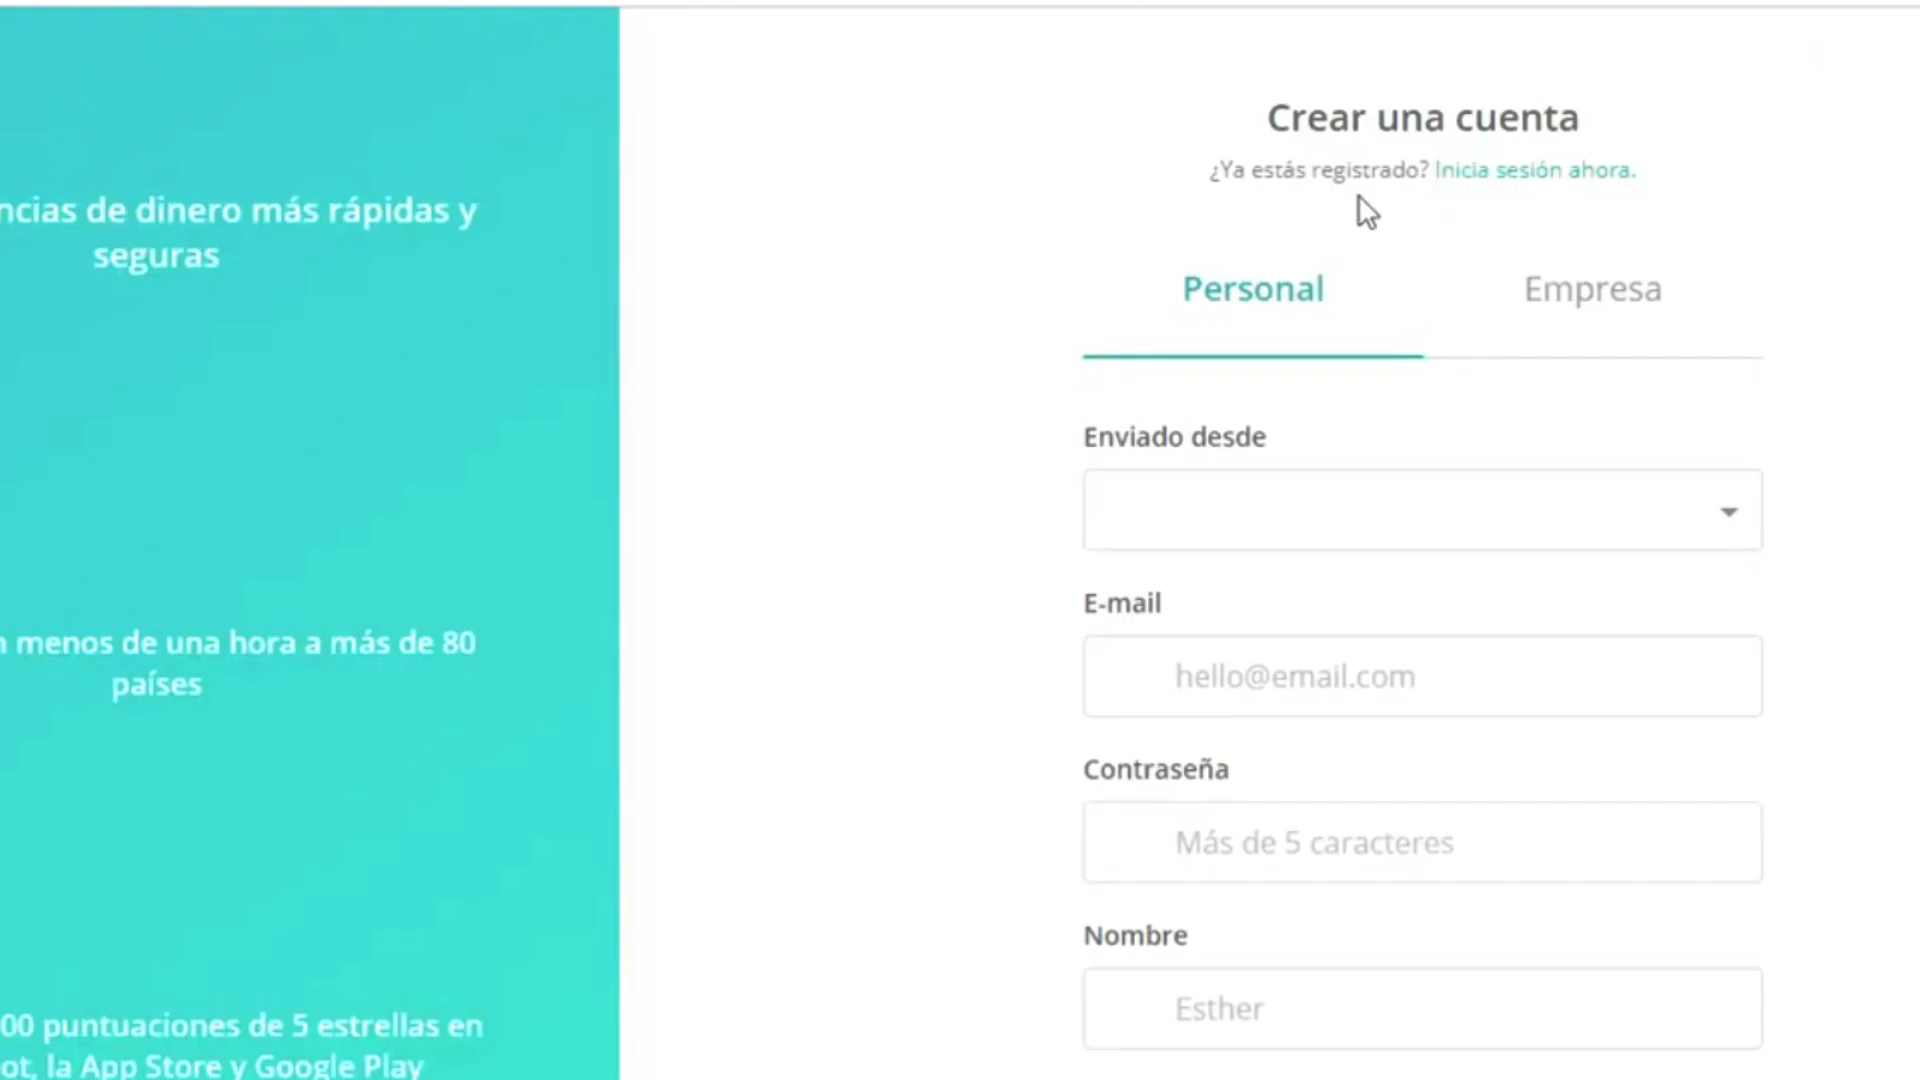 de dinero más rápidas y
seguras
menos de una hora a más de 80
países
00 puntuaciones de 5 estrellas en
la App Store y Google Play
Crear una cuenta
¿Ya estás registrado? Inicia sesión ahora.
Personal
Empresa
Enviado desde
E-mail
hello@email.com
Contraseña
Más de 5 caracteres
Nombre
Esther